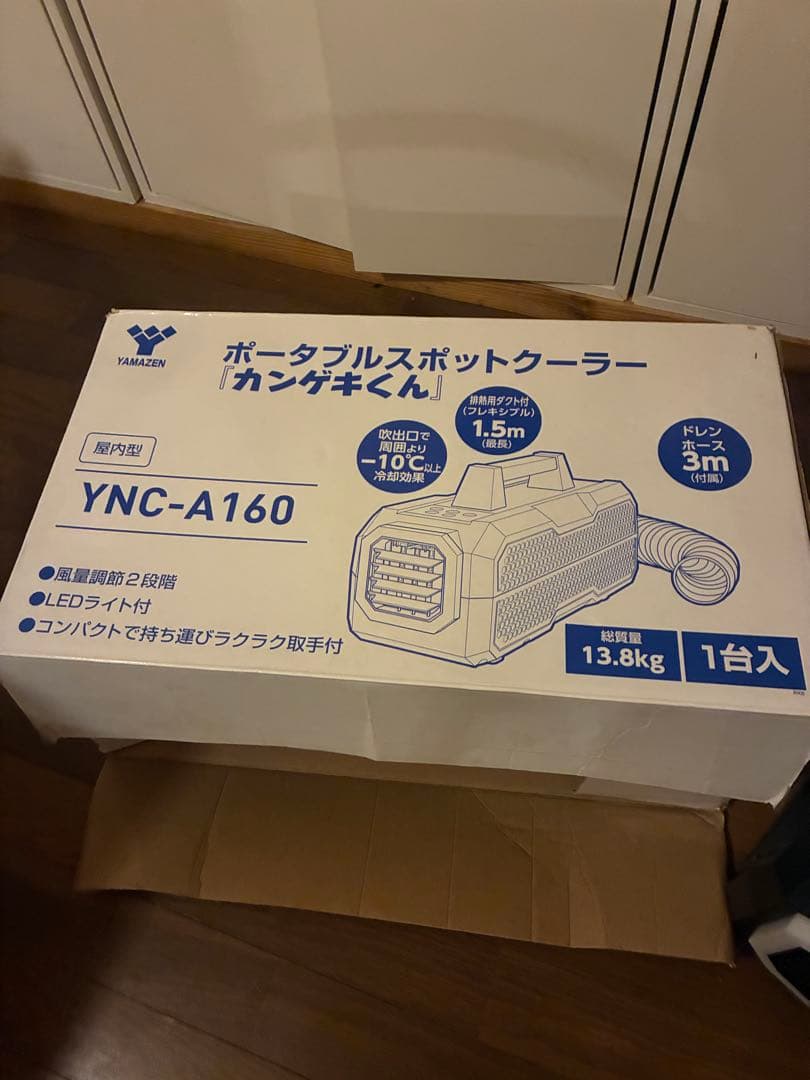 YAMAZEN
ポータブルスポットクーラー
『カンゲキくん』
屋内型
YNC-A160
吹出口で
周囲より
-10℃以上
冷却効果
排熱用ダクト付
(フレキシブル)
1.5m
(最長)
ドレン
ホース
3m
(付属)
●風量調節2段階
●LEDライト付
●コンパクトで持ち運びラクラク取手付
総質量
13.8kg
1台入